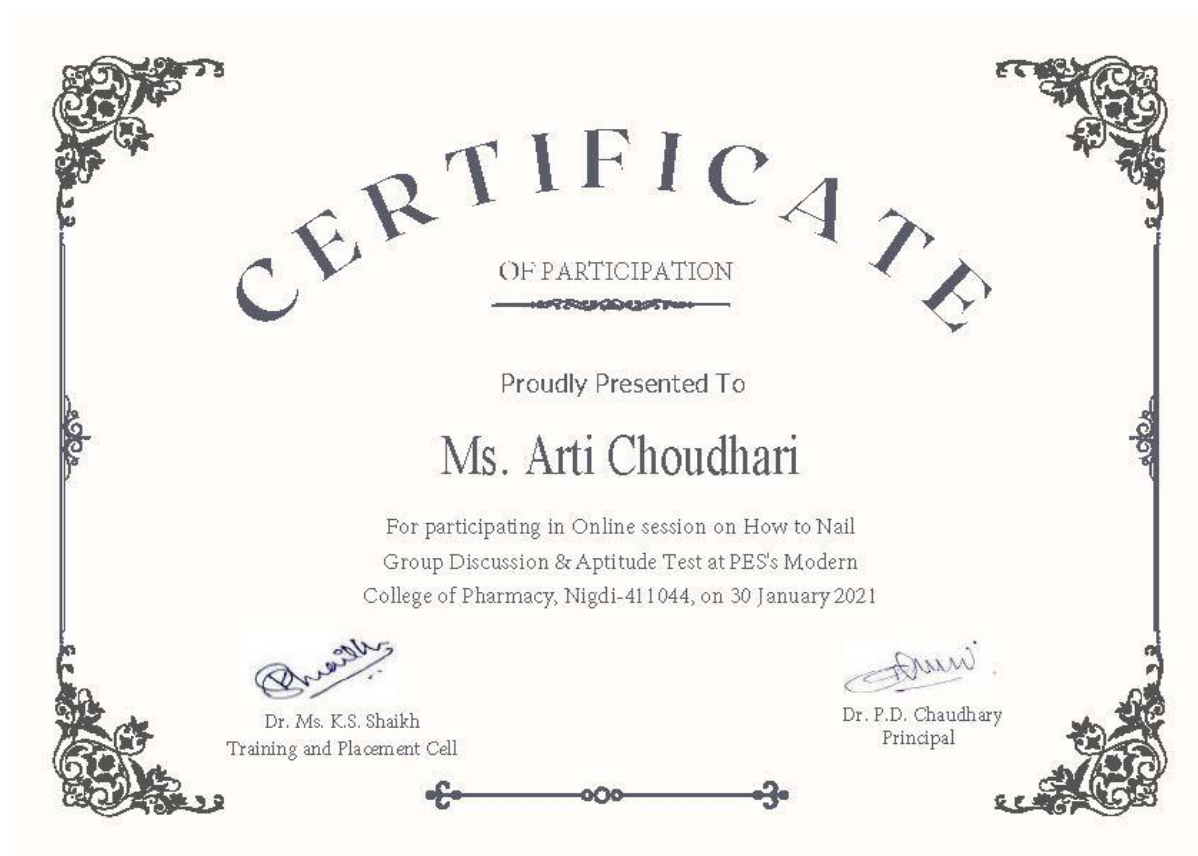 CERTIFICATE
OF PARTICIPATION
Proudly Presented To
Ms. Arti Choudhari
For participating in Online session on How to Nail
Group Discussion & Aptitude Test at PES's Modern
College of Pharmacy, Nigdi-411044, on 30 January 2021
Dr. Ms. K.S. Shaikh
Training and Placement Cell
Dr. P.D. Chaudhary
Principal